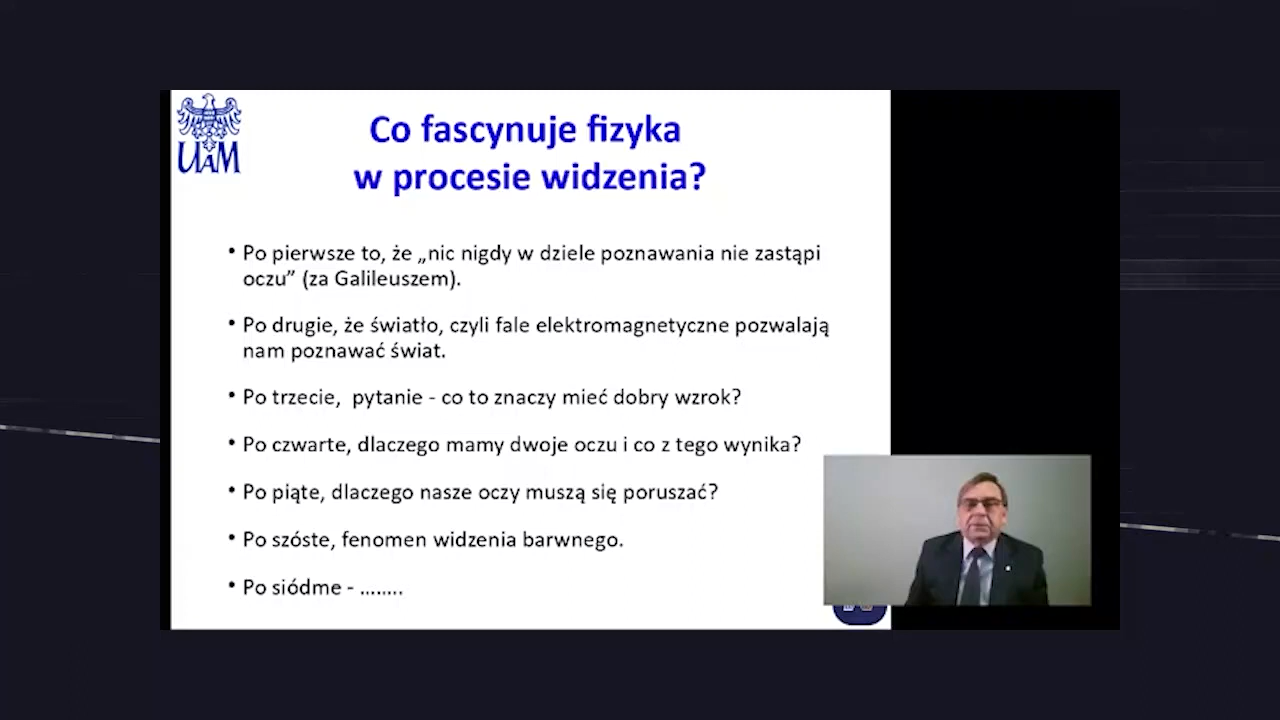 UAM
Co fascynuje fizyka
w procesie widzenia?
• Po pierwsze to, że „nic nigdy w dziele poznawania nie zastąpi
oczu” (za Galileuszem).
• Po drugie, że światło, czyli fale elektromagnetyczne pozwalają
nam poznawać świat.
• Po trzecie,  pytanie - co to znaczy mieć dobry wzrok?
• Po czwarte, dlaczego mamy dwoje oczu i co z tego wynika?
• Po piąte, dlaczego nasze oczy muszą się poruszać?
• Po szóste, fenomen widzenia barwnego.
• Po siódme - ........